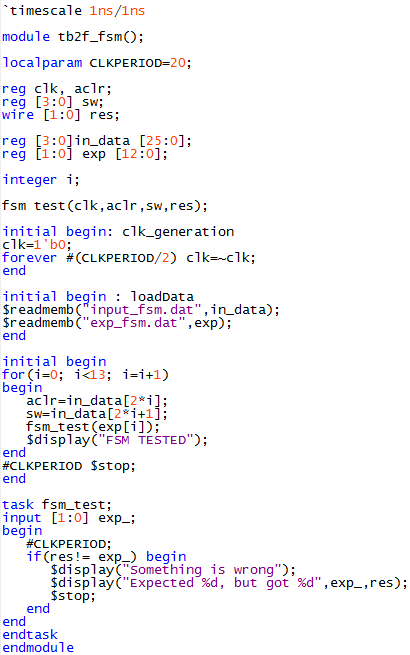 `timescale 1ns/1ns
module tb2f_fsm();
localparam CLKPERIOD=20;
reg clk, aclr;
reg [3:0] sw;
wire [1:0] res;
reg [3:0]in_data [25:0];
reg [1:0] exp [12:0];
integer i;
fsm test(clk,aclr,sw,res);
initial begin: clk_generation
clk=1'b0;
forever #(CLKPERIOD/2) clk=~clk;
end
initial begin : loadData
$readmemb("input_fsm.dat",in_data);
$readmemb("exp_fsm.dat",exp);
end
initial begin
for(i=0; i<13; i=i+1)
begin
   aclr=in_data[2*i];
   sw=in_data[2*i+1];
   fsm_test(exp[i]);
   $display("FSM TESTED");
end
#CLKPERIOD $stop;
end
task fsm_test;
input [1:0] exp_;
begin
   #CLKPERIOD;
   if(res!= exp_) begin
      $display("Something is wrong");
      $display("Expected %d, but got %d",exp_,res);
      $stop;
   end
end
endtask
endmodule